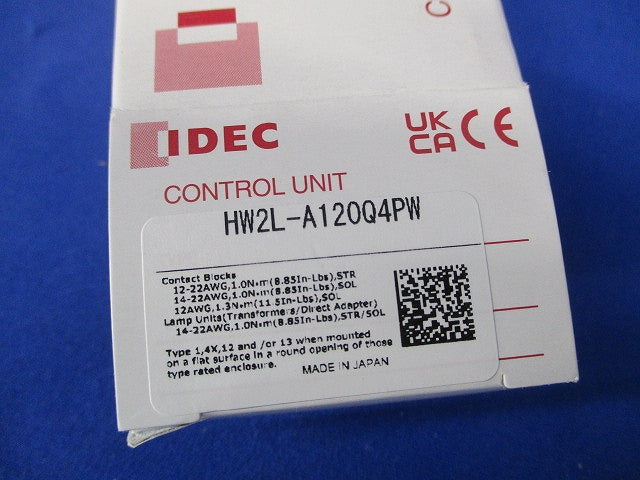 C
IDEC
UK
CA CE
CONTROL UNIT
HW2L-A120Q4PW
Contact Blocks
12-22AWG,1.0N•m(8.85In-Lbs),STR
14-22AWG,1.0N•m(8.85In-Lbs),SOL
12AWG,1.3N•m(11.5In-Lbs),SOL
Lamp Units(Transformers/Direct Adapter)
14-22AWG,1.0N•m(8.85In-Lbs),STR/SOL
Type 1,4X,12 and /or 13 when mounted
on a flat surface in a round opening of those
type rated enclosure.
MADE IN JAPAN